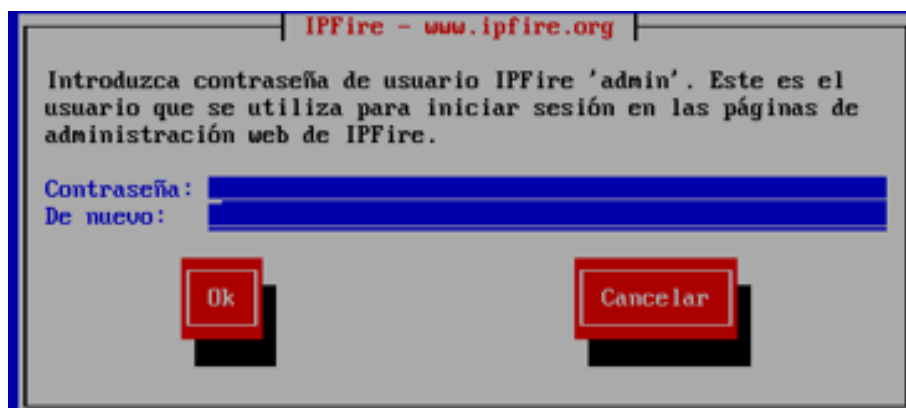 IPFire - www.ipfire.org
Introduzca contraseña de usuario IPFire 'admin'. Este es el
usuario que se utiliza para iniciar sesión en las páginas de
administración web de IPFire.
Contraseña:
De nuevo:
Ok Cancelar